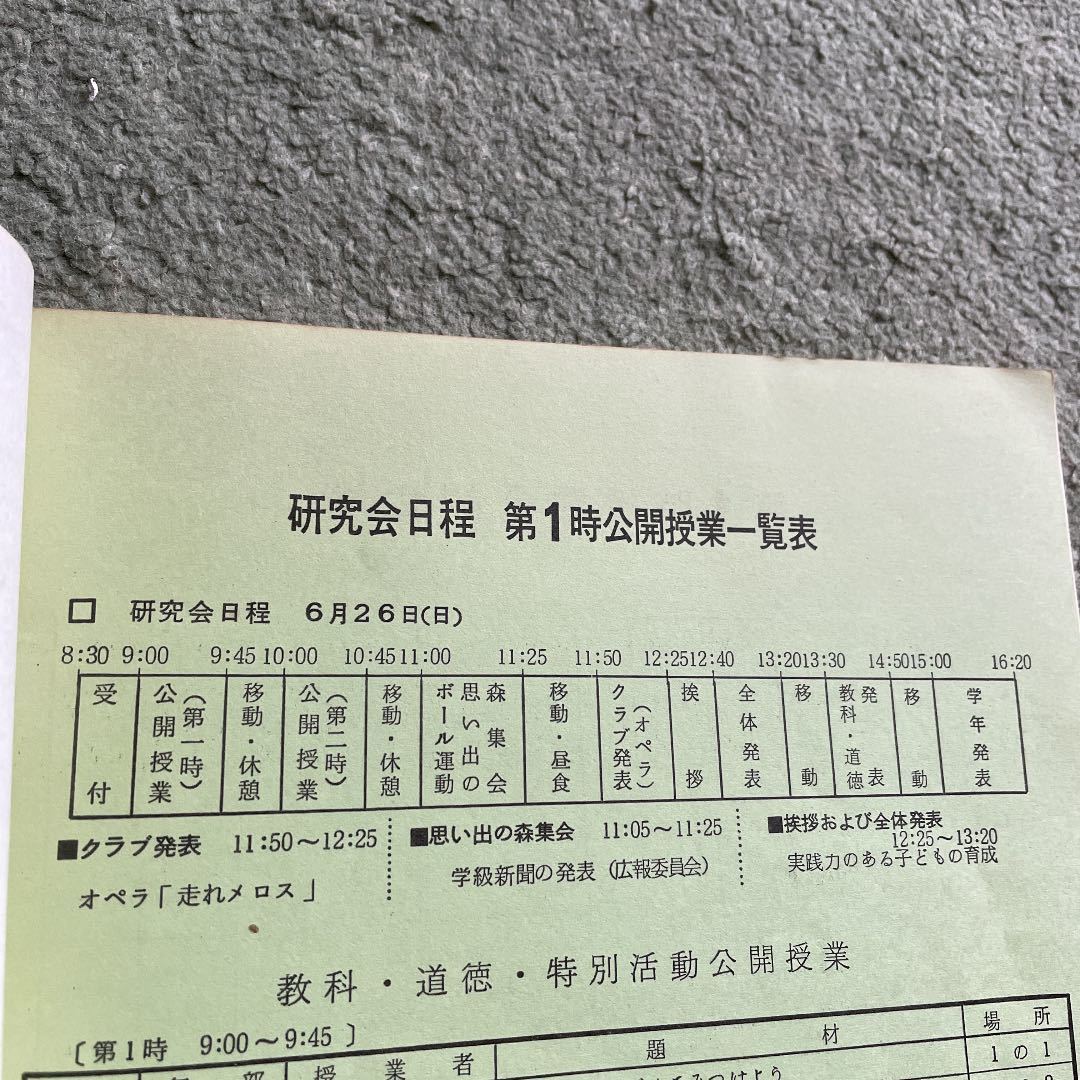 研究会日程 第1時公開授業一覧表
□ 研究会日程 6月26日(日)
8:30 9:00 9:45 10:00 10:45 11:00 11:25 11:50 12:25 12:40 13:20 13:30 14:50 15:00 16:20
受付
公開授業(第一時)
移動・休憩
公開授業(第二時)
移動・休憩
ボール運動
思い出の
森集会
移動・昼食
クラブ発表(オペラ)
挨拶
全体発表
移動
教科・道徳
発表
移動
学年発表
■クラブ発表 11:50〜12:25
オペラ「走れメロス」
■思い出の森集会 11:05〜11:25
学級新聞の発表(広報委員会)
■挨拶および全体発表
12:25〜13:20
実践力のある子どもの育成
教科・道徳・特別活動公開授業
〔第1時 9:00〜9:45〕
授業者 題材 場所
1の1